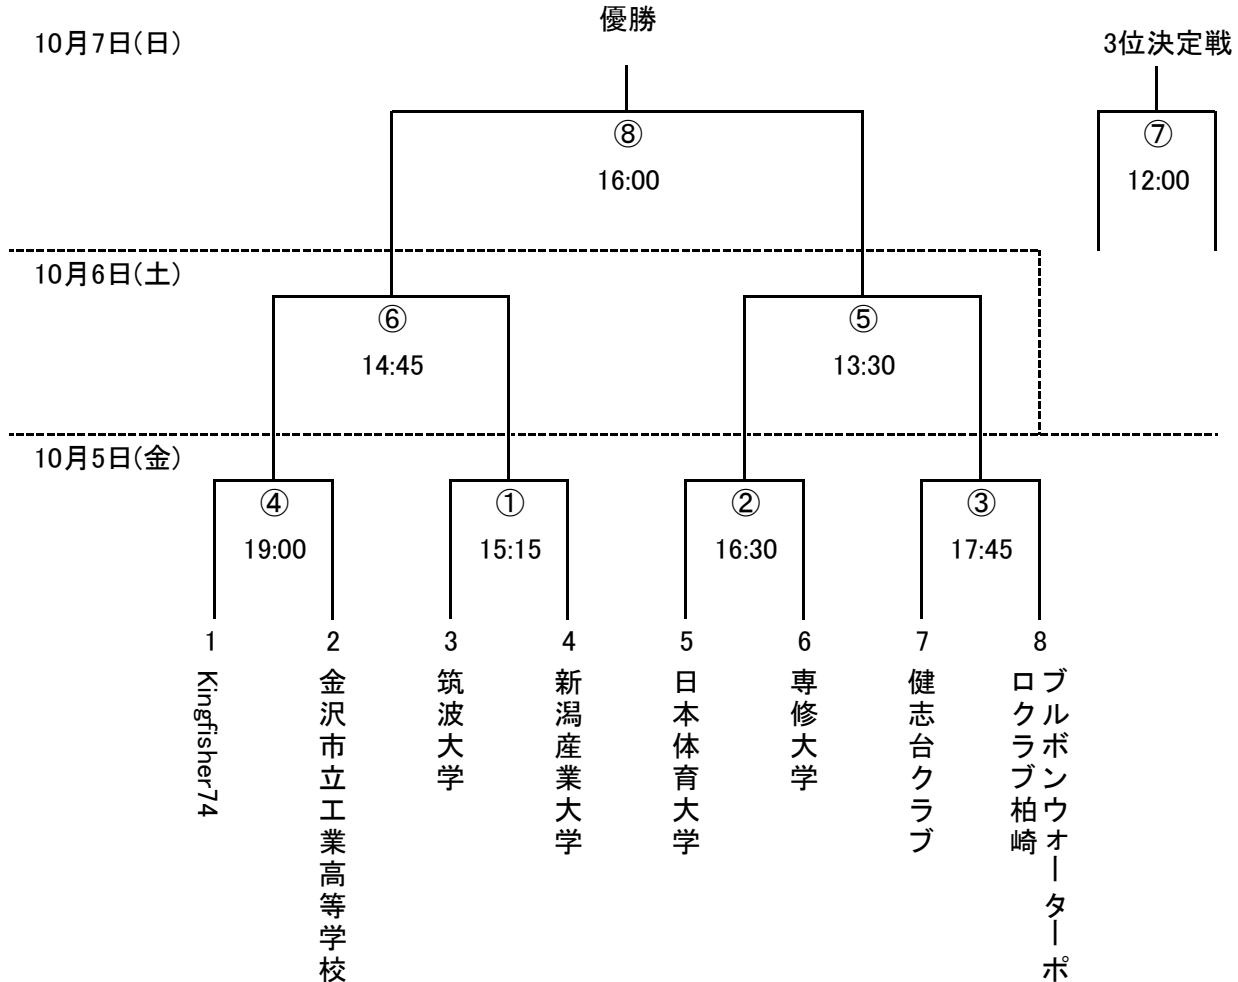 優勝
10月7日(日)
3位決定戦
⑧
⑦
16:00
12:00
10月6日(土)
⑥
⑤
14:45
13:30
10月5日(金)
④
①
②
③
19:00
15:15
16:30
17:45
1
2
3
4
5
6
7
8
Kingfisher74
金沢市立工業高等学校
筑波大学
新潟産業大学
日本体育大学
専修大学
健志台クラブ
ブルボンウォーターポ
ロクラブ柏崎